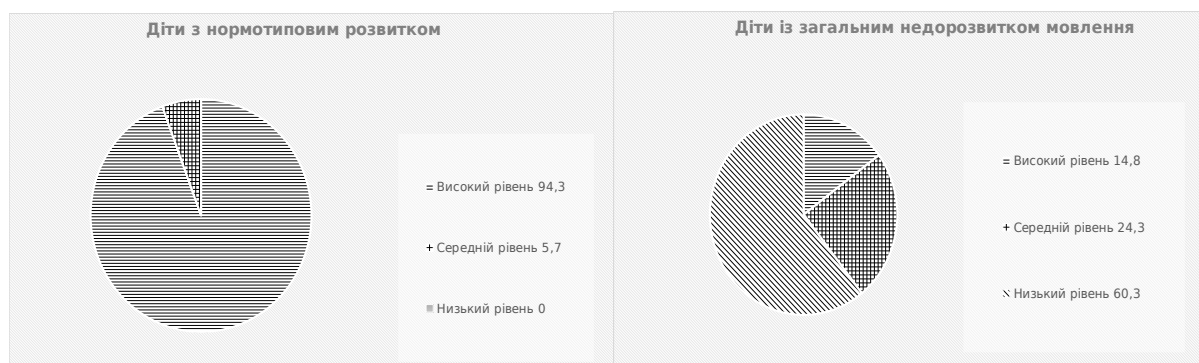 Діти з нормотиповим розвитком
Високий рівень 94,3
Середній рівень 5,7
Низький рівень 0
Діти із загальним недорозвитком мовлення
Високий рівень 14,8
Середній рівень 24,3
Низький рівень 60,3